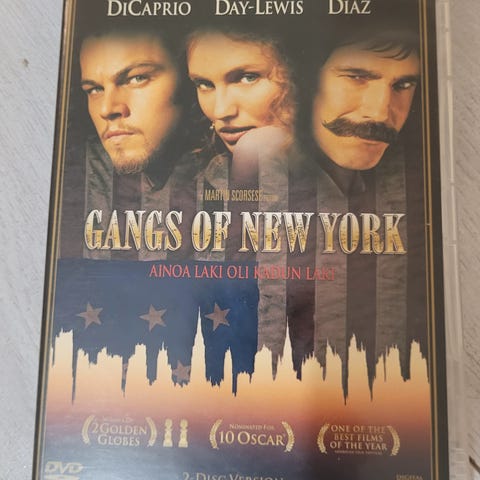 DiCaprio Day-Lewis Diaz
A MARTIN SCORSESE
GANGS OF NEW YORK
AINOA LAKI OLI KADUN LAKI
2 GOLDEN
GLOBES
NOMINATED FOR
10 OSCAR
ONE OF THE
BEST FILMS
OF THE YEAR
DVD
2-DISC VERSION
DIGITAL